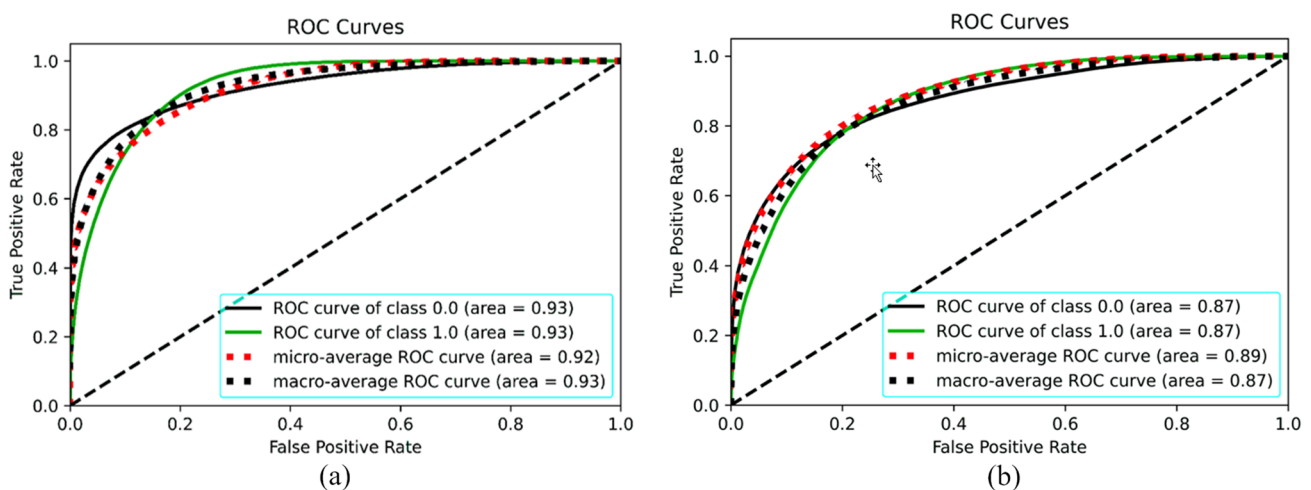 ROC Curves
True Positive Rate
1.0
0.8
0.6
0.4
0.2
0.0
ROC curve of class 0.0 (area = 0.93)
ROC curve of class 1.0 (area = 0.93)
micro-average ROC curve (area = 0.92)
macro-average ROC curve (area = 0.93)
0.0 0.2 0.4 0.6 0.8 1.0
False Positive Rate
(a)
ROC Curves
True Positive Rate
1.0
0.8
0.6
0.4
0.2
0.0
ROC curve of class 0.0 (area = 0.87)
ROC curve of class 1.0 (area = 0.87)
micro-average ROC curve (area = 0.89)
macro-average ROC curve (area = 0.87)
0.0 0.2 0.4 0.6 0.8 1.0
False Positive Rate
(b)